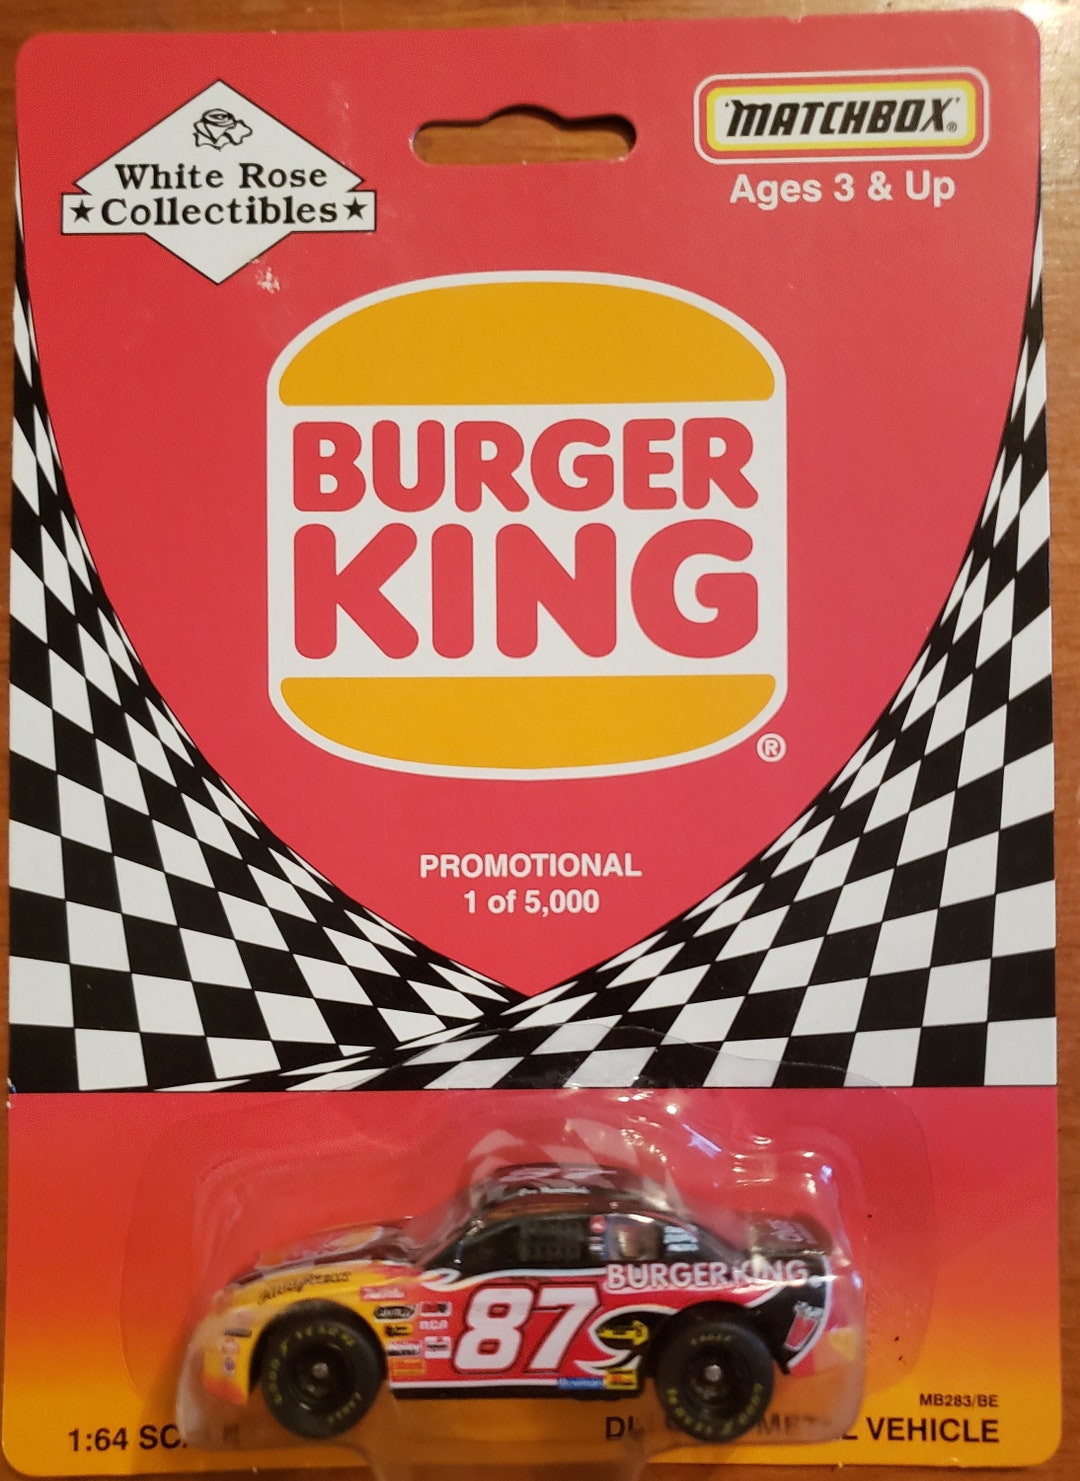 White Rose
★Collectibles★
MATCHBOX®
Ages 3 & Up
BURGER
KING
®
PROMOTIONAL
1 of 5,000
BURGER KING
87
RCA
EAGLE
MB283/BE
1:64
VEHICLE